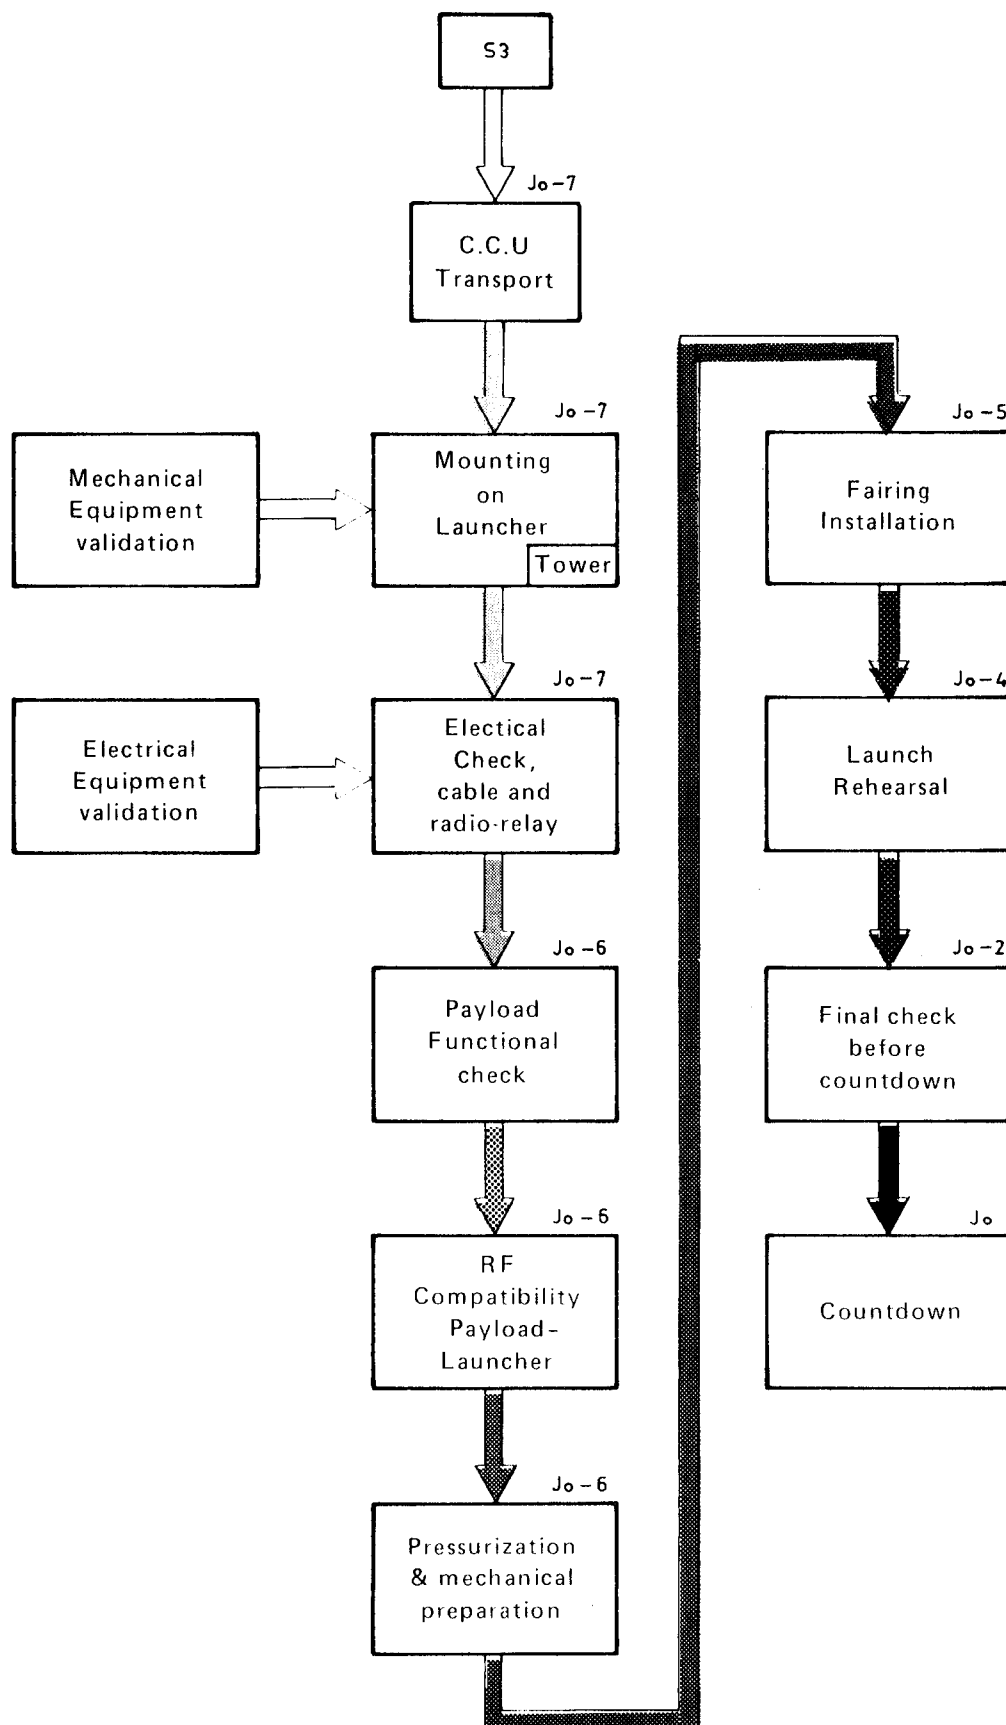 S3
Jo-7
C.C.U
Transport
Jo-7
Mechanical
Equipment
validation
Mounting
on
Launcher
Tower
Jo-7
Electrical
Equipment
validation
Electical
Check,
cable and
radio-relay
Jo-6
Payload
Functional
check
Jo-6
RF
Compatibility
Payload-
Launcher
Jo-6
Pressurization
& mechanical
preparation
Jo-5
Fairing
Installation
Jo-4
Launch
Rehearsal
Jo-2
Final check
before
countdown
Jo
Countdown